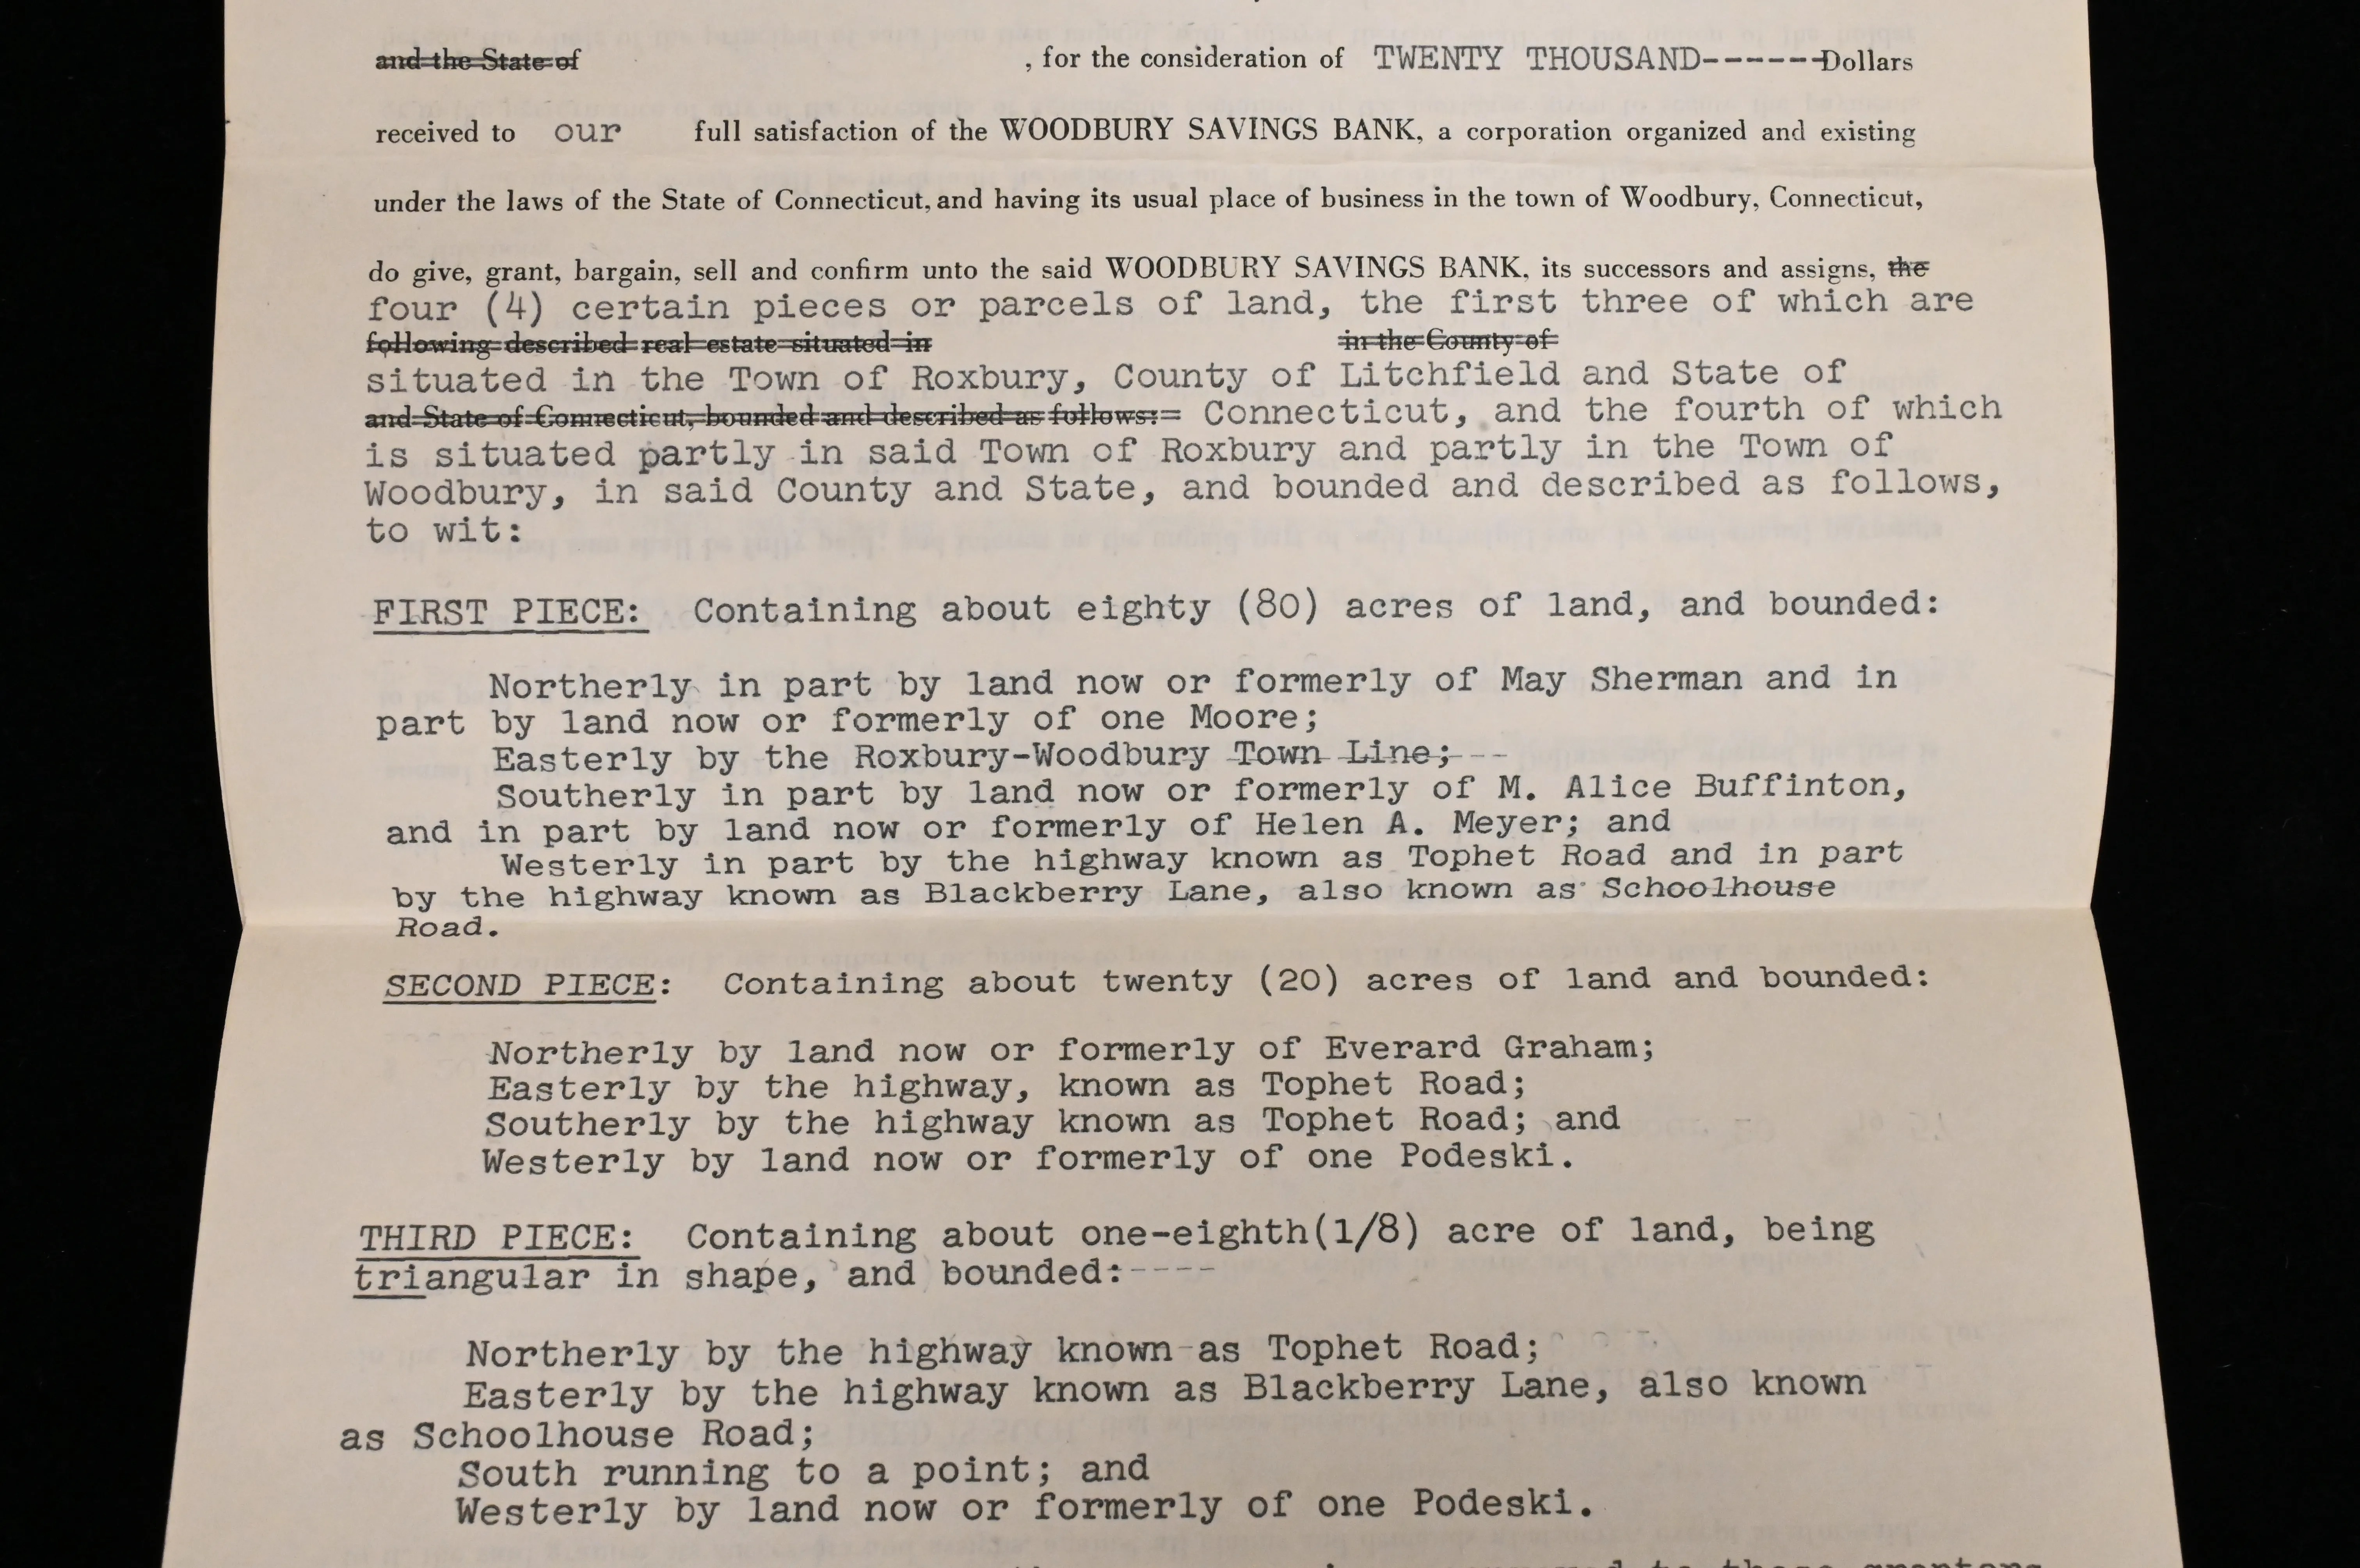 and the State of , for the consideration of TWENTY THOUSAND------Dollars
received to our full satisfaction of the WOODBURY SAVINGS BANK, a corporation organized and existing
under the laws of the State of Connecticut, and having its usual place of business in the town of Woodbury, Connecticut,
do give, grant, bargain, sell and confirm unto the said WOODBURY SAVINGS BANK, its successors and assigns, the
four (4) certain pieces or parcels of land, the first three of which are
following described real estate situated in in the County of
situated in the Town of Roxbury, County of Litchfield and State of
and State of Connecticut, bounded and described as follows:= Connecticut, and the fourth of which
is situated partly in said Town of Roxbury and partly in the Town of
Woodbury, in said County and State, and bounded and described as follows,
to wit:
FIRST PIECE: Containing about eighty (80) acres of land, and bounded:
Northerly in part by land now or formerly of May Sherman and in
part by land now or formerly of one Moore;
Easterly by the Roxbury-Woodbury Town Line;---
Southerly in part by land now or formerly of M. Alice Buffinton,
and in part by land now or formerly of Helen A. Meyer; and
Westerly in part by the highway known as Tophet Road and in part
by the highway known as Blackberry Lane, also known as Schoolhouse
Road.
SECOND PIECE: Containing about twenty (20) acres of land and bounded:
Northerly by land now or formerly of Everard Graham;
Easterly by the highway, known as Tophet Road;
Southerly by the highway known as Tophet Road; and
Westerly by land now or formerly of one Podeski.
THIRD PIECE: Containing about one-eighth(1/8) acre of land, being
triangular in shape, and bounded:----
Northerly by the highway known as Tophet Road;
Easterly by the highway known as Blackberry Lane, also known
as Schoolhouse Road;
South running to a point; and
Westerly by land now or formerly of one Podeski.